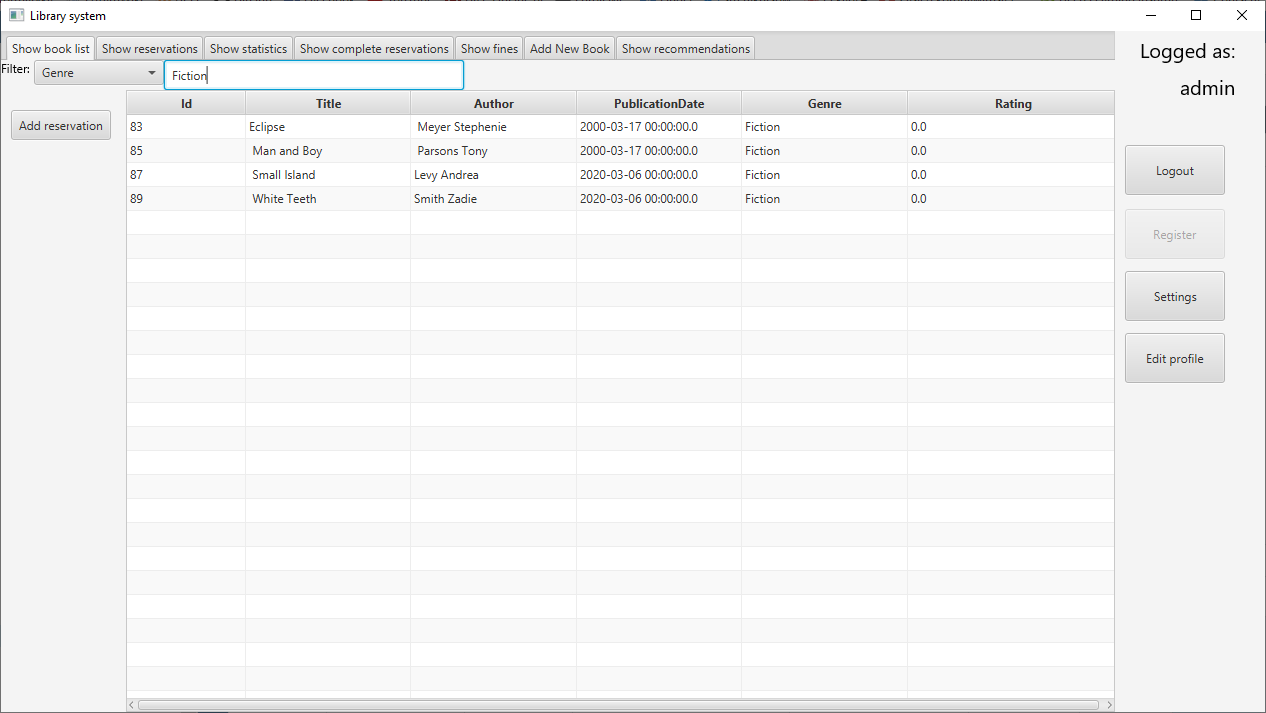 Library system
Show book list Show reservations Show statistics Show complete reservations Show fines Add New Book Show recommendations
Logged as:
admin
Filter: Genre Fiction
Add reservation
Id Title Author PublicationDate Genre Rating
83 Eclipse Meyer Stephenie 2000-03-17 00:00:00.0 Fiction 0.0
85 Man and Boy Parsons Tony 2000-03-17 00:00:00.0 Fiction 0.0
87 Small Island Levy Andrea 2020-03-06 00:00:00.0 Fiction 0.0
89 White Teeth Smith Zadie 2020-03-06 00:00:00.0 Fiction 0.0
Logout
Register
Settings
Edit profile